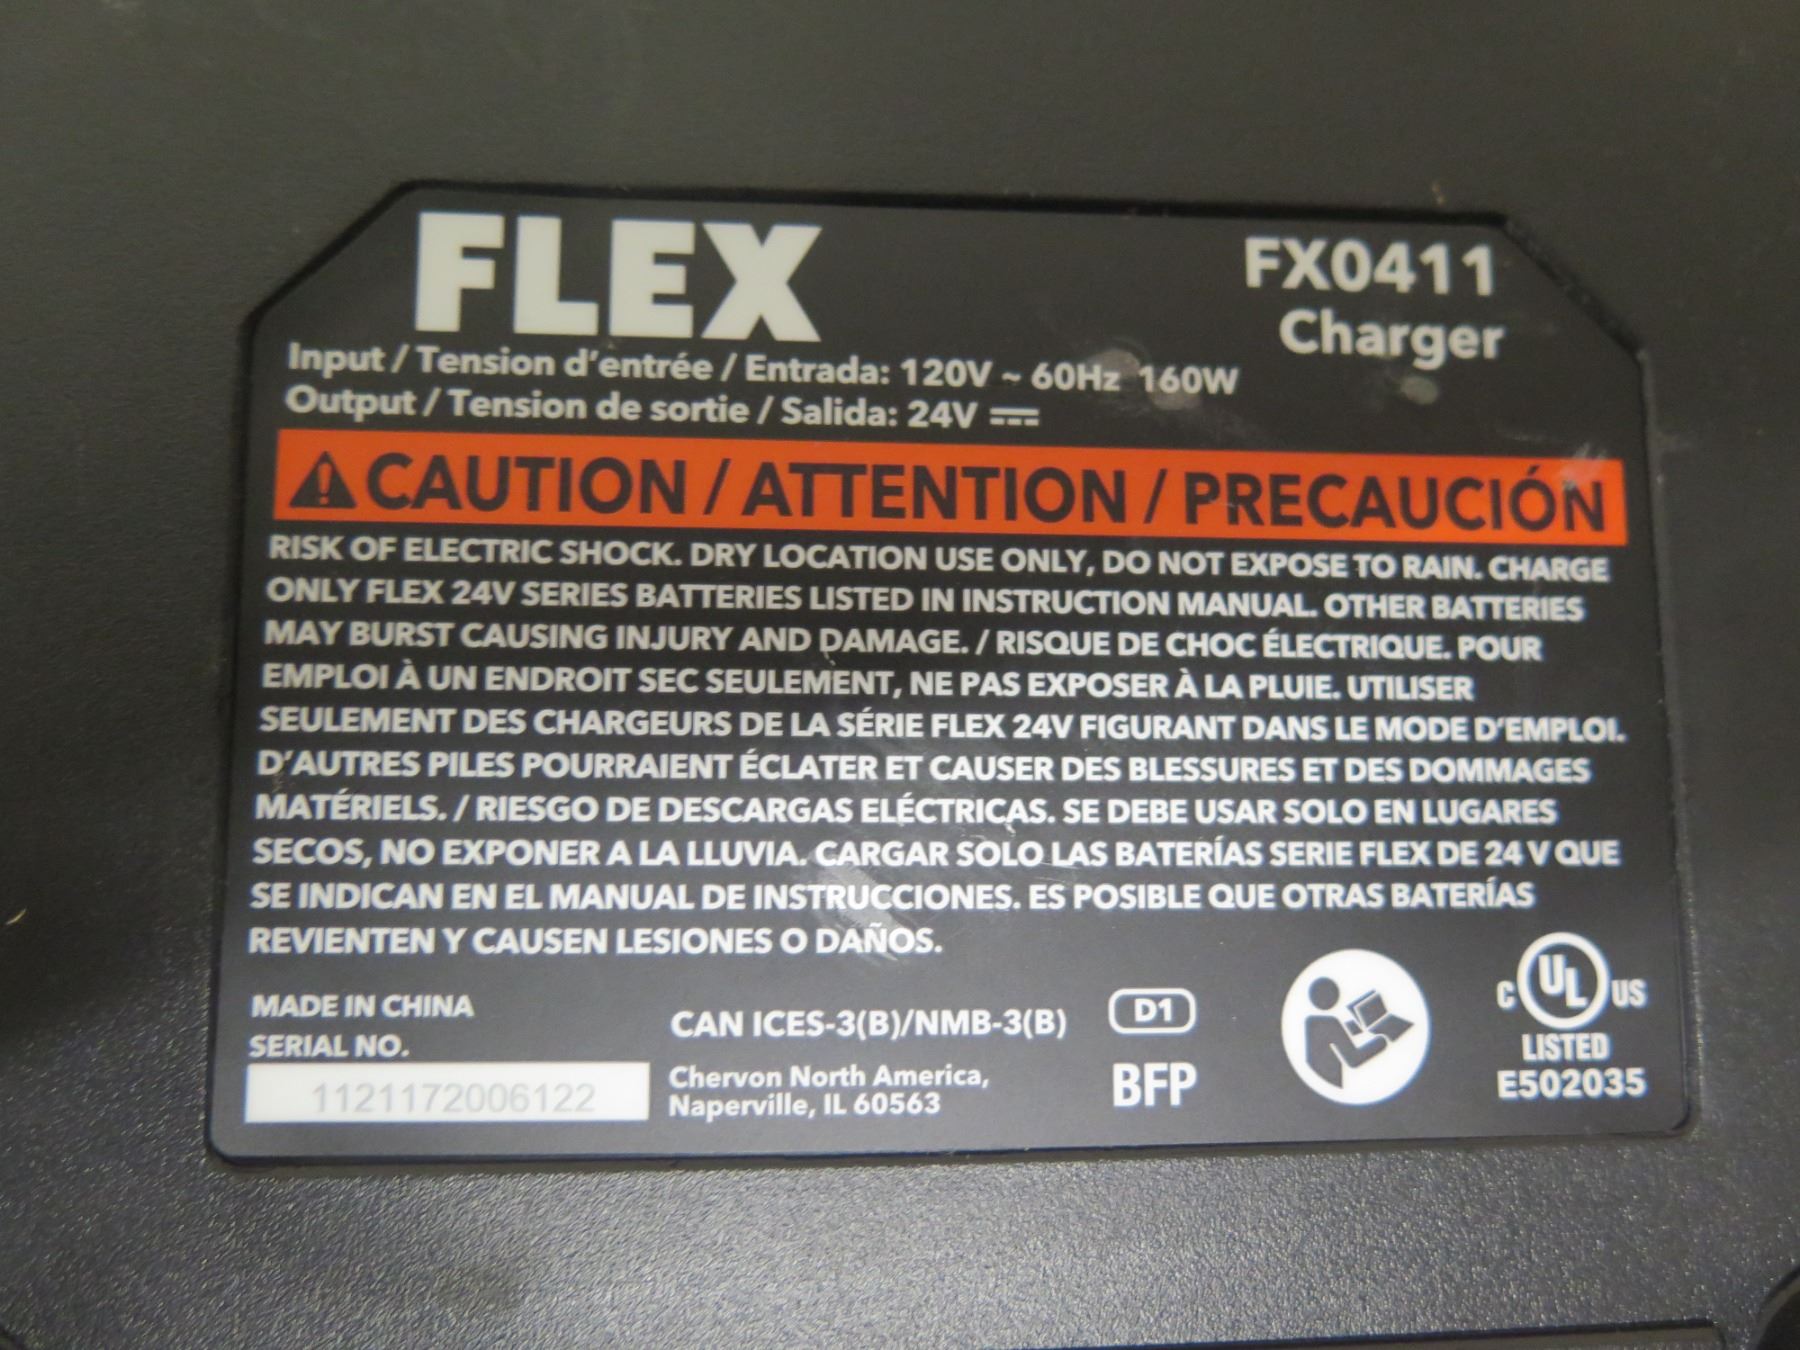 FLEX
FX0411
Charger
Input / Tension d'entrée / Entrada: 120V ~ 60Hz 160W
Output / Tension de sortie / Salida: 24V ⎓
CAUTION / ATTENTION / PRECAUCIÓN
RISK OF ELECTRIC SHOCK. DRY LOCATION USE ONLY, DO NOT EXPOSE TO RAIN. CHARGE
ONLY FLEX 24V SERIES BATTERIES LISTED IN INSTRUCTION MANUAL. OTHER BATTERIES
MAY BURST CAUSING INJURY AND DAMAGE. / RISQUE DE CHOC ÉLECTRIQUE. POUR
EMPLOI À UN ENDROIT SEC SEULEMENT, NE PAS EXPOSER À LA PLUIE. UTILISER
SEULEMENT DES CHARGEURS DE LA SÉRIE FLEX 24V FIGURANT DANS LE MODE D'EMPLOI.
D'AUTRES PILES POURRAIENT ÉCLATER ET CAUSER DES BLESSURES ET DES DOMMAGES
MATÉRIELS. / RIESGO DE DESCARGAS ELÉCTRICAS. SE DEBE USAR SOLO EN LUGARES
SECOS, NO EXPONER A LA LLUVIA. CARGAR SOLO LAS BATERÍAS SERIE FLEX DE 24 V QUE
SE INDICAN EN EL MANUAL DE INSTRUCCIONES. ES POSIBLE QUE OTRAS BATERÍAS
REVIENTEN Y CAUSEN LESIONES O DAÑOS.
MADE IN CHINA
SERIAL NO.
1121172006122
CAN ICES-3(B)/NMB-3(B)
Chervon North America,
Naperville, IL 60563
D1
BFP
C UL US
LISTED
E502035